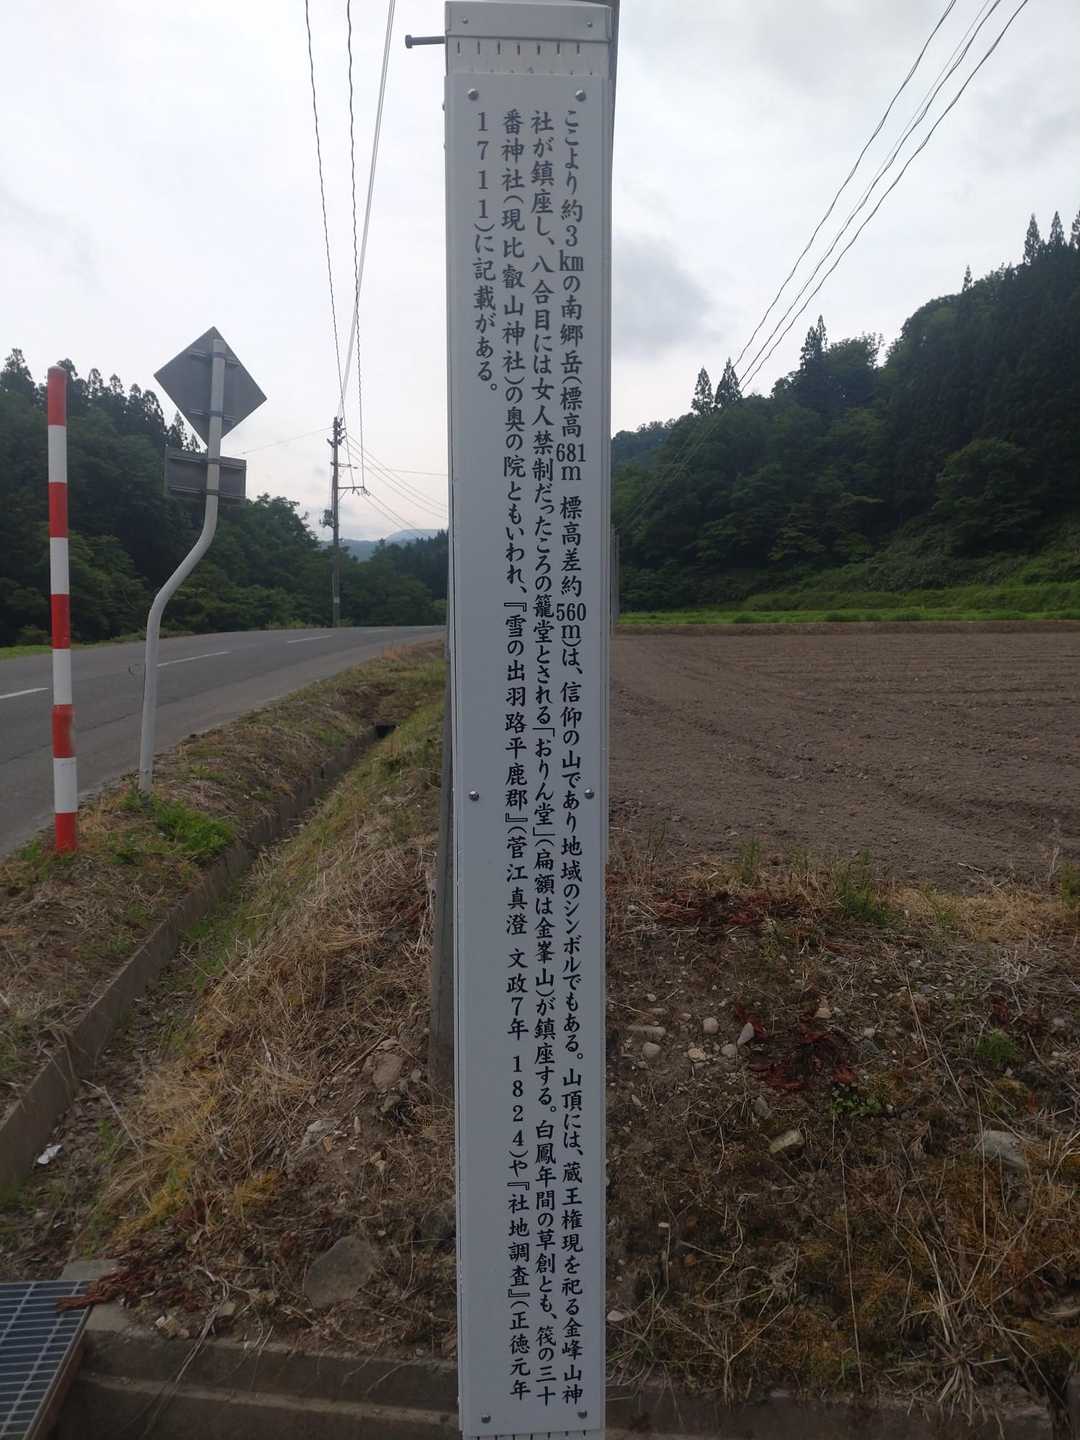 ここより約3kmの南郷岳(標高681m 標高差約560m)は、信仰の山であり地域のシンボルでもある。山頂には、蔵王権現を祀る金峰山神
社が鎮座し、八合目には女人禁制だったころの籠堂とされる「おりん堂」(扁額は金峯山)が鎮座する。白鳳年間の草創とも、筏の三十
番神社(現比叡山神社)の奥の院ともいわれ、『雪の出羽路平鹿郡』(菅江真澄 文政7年 1824)や『社地調査』(正徳元年
1711)に記載がある。